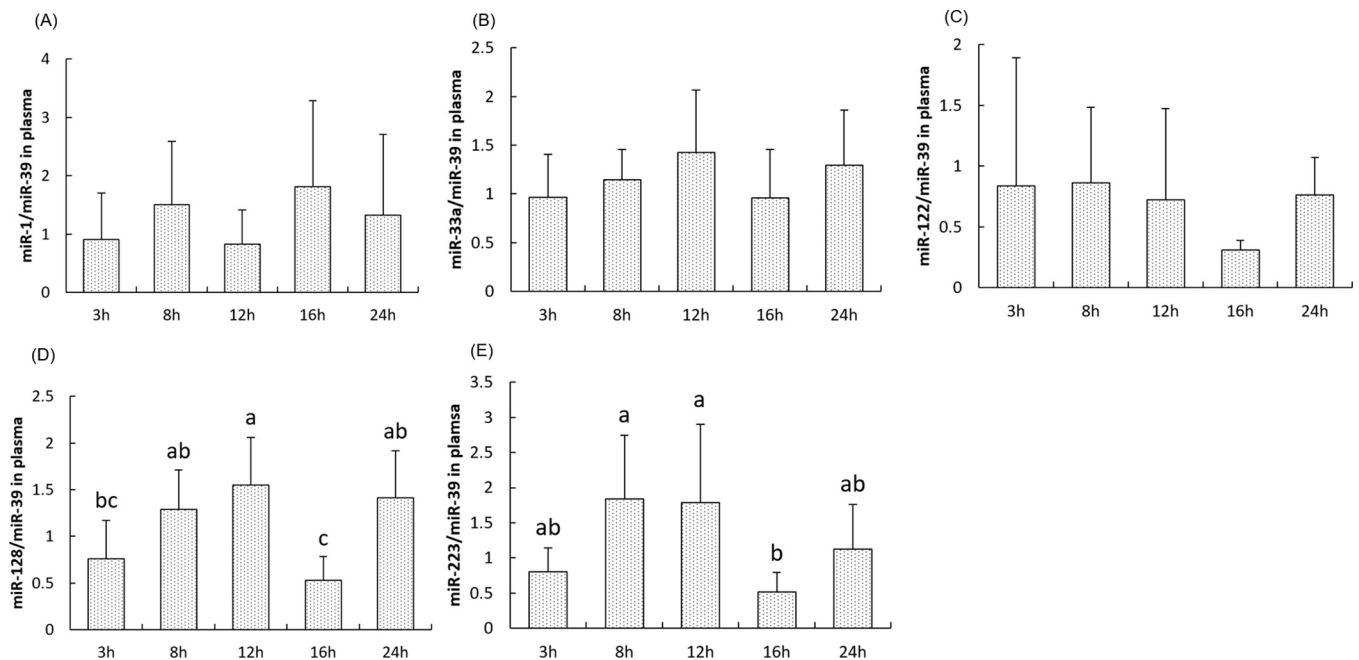 (A)
miR-1/miR-39 in plasma
4
3
2
1
0
3h 8h 12h 16h 24h
(B)
miR-33a/miR-39 in plasma
2.5
2
1.5
1
0.5
0
3h 8h 12h 16h 24h
(C)
miR-122/miR-39 in plasma
2
1.5
1
0.5
0
3h 8h 12h 16h 24h
(D)
miR-128/miR-39 in plasma
2.5
2
1.5
1
0.5
0
bc ab a c ab
3h 8h 12h 16h 24h
(E)
miR-223/miR-39 in plamsa
3.5
3
2.5
2
1.5
1
0.5
0
ab a a b ab
3h 8h 12h 16h 24h